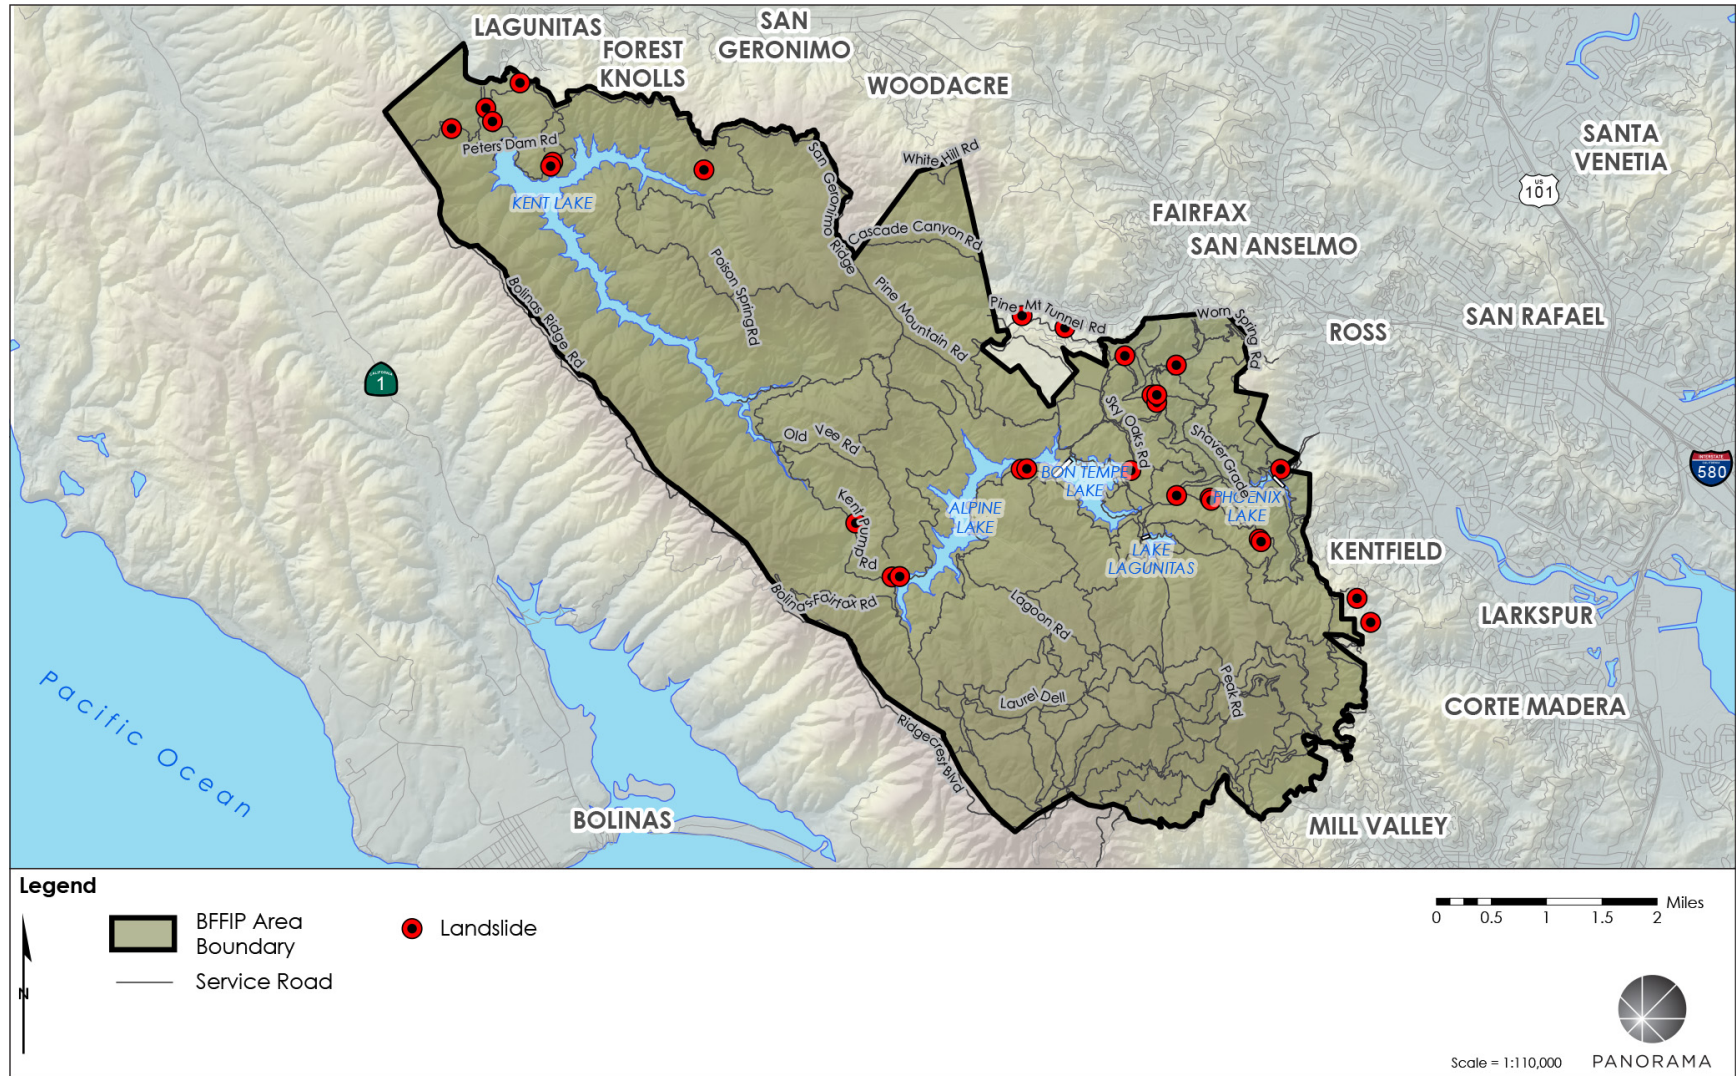 LAGUNITAS
SAN
GERONIMO
FOREST
KNOLLS
WOODACRE
SANTA
VENETIA
US
101
Peters Dam Rd
San Geronimo Ridge
White Hill Rd
KENT LAKE
FAIRFAX
SAN ANSELMO
Cascade Canyon Rd
Poison Spring Rd
Bolinas Ridge Rd
Pine Mountain Rd
Pine Mt Tunnel Rd
Worn Spring Rd
ROSS
SAN RAFAEL
CALIFORNIA
1
Old Vee Rd
Sky Oaks Rd
Shaver Grade
INTERSTATE
580
BON TEMPE
LAKE
ALPINE
LAKE
PHOENIX
LAKE
Kent Pump Rd
LAKE
LAGUNITAS
KENTFIELD
Bolinas-Fairfax Rd
Lagoon Rd
LARKSPUR
Laurel Dell
Peak Rd
CORTE MADERA
Pacific Ocean
Ridgecrest Blvd
BOLINAS
MILL VALLEY
Legend
BFFIP Area
Boundary
Landslide
Service Road
N
Miles
0 0.5 1 1.5 2
Scale = 1:110,000
PANORAMA